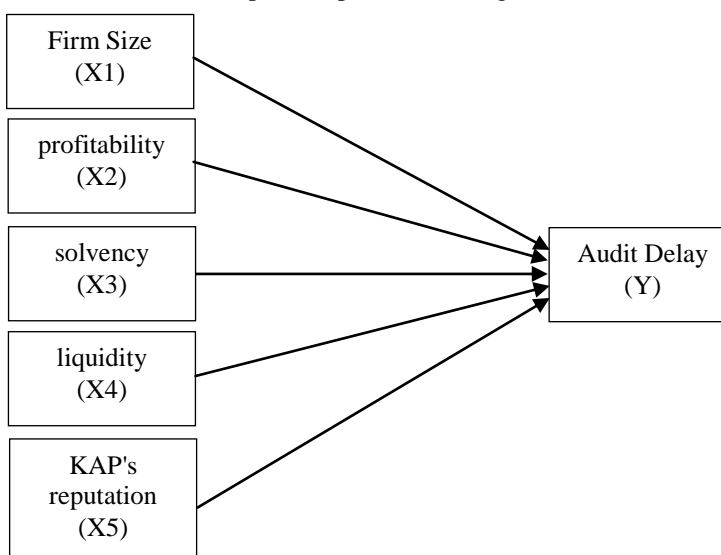 Firm Size
(X1)
profitability
(X2)
solvency
(X3)
liquidity
(X4)
KAP's
reputation
(X5)
Audit Delay
(Y)